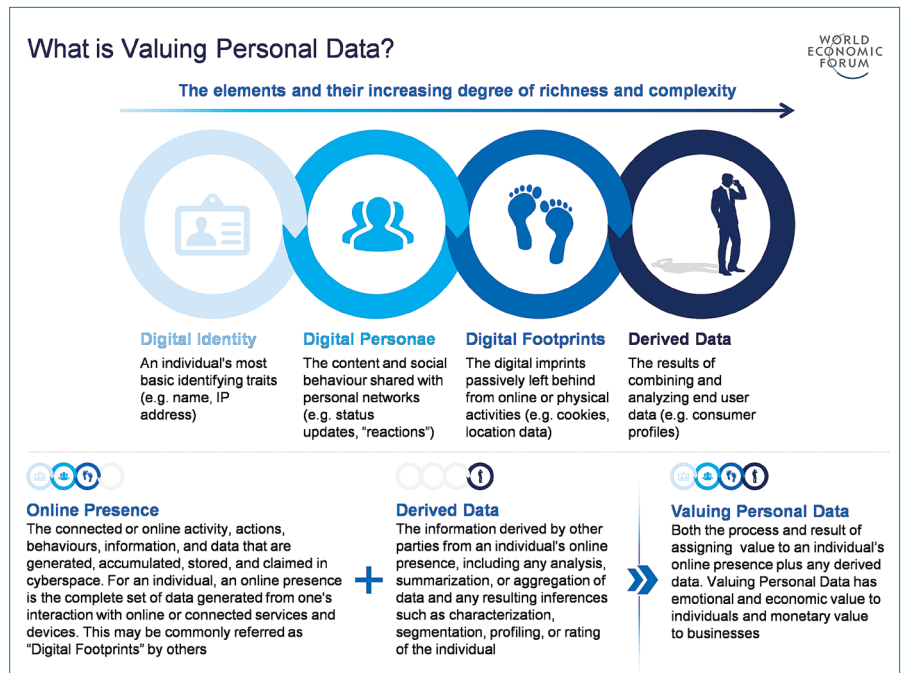 What is Valuing Personal Data?
WORLD
ECONOMIC
FORUM
The elements and their increasing degree of richness and complexity
Digital Identity
An individual's most
basic identifying traits
(e.g. name, IP
address)
Digital Personae
The content and social
behaviour shared with
personal networks
(e.g. status
updates, “reactions”)
Digital Footprints
The digital imprints
passively left behind
from online or physical
activities (e.g. cookies,
location data)
Derived Data
The results of
combining and
analyzing end user
data (e.g. consumer
profiles)
Online Presence
The connected or online activity, actions,
behaviours, information, and data that are
generated, accumulated, stored, and claimed in
cyberspace. For an individual, an online presence
is the complete set of data generated from one's
interaction with online or connected services and
devices. This may be commonly referred as
“Digital Footprints” by others
+
Derived Data
The information derived by other
parties from an individual's online
presence, including any analysis,
summarization, or aggregation of
data and any resulting inferences
such as characterization,
segmentation, profiling, or rating
of the individual
Valuing Personal Data
Both the process and result of
assigning value to an individual's
online presence plus any derived
data. Valuing Personal Data has
emotional and economic value to
individuals and monetary value
to businesses